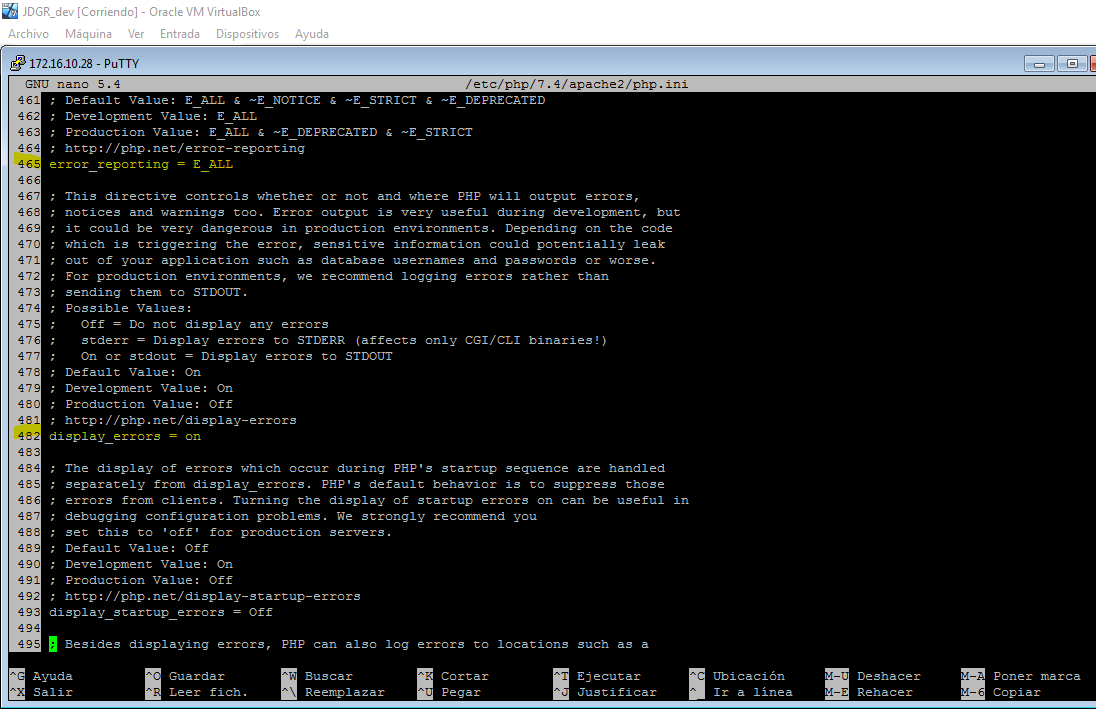 JDGR_dev [Corriendo] - Oracle VM VirtualBox
Archivo Máquina Ver Entrada Dispositivos Ayuda
172.16.10.28 - PuTTY
GNU nano 5.4 /etc/php/7.4/apache2/php.ini
461 ; Default Value: E_ALL & ~E_NOTICE & ~E_STRICT & ~E_DEPRECATED
462 ; Development Value: E_ALL
463 ; Production Value: E_ALL & ~E_DEPRECATED & ~E_STRICT
464 ; http://php.net/error-reporting
465 error_reporting = E_ALL
466
467 ; This directive controls whether or not and where PHP will output errors,
468 ; notices and warnings too. Error output is very useful during development, but
469 ; it could be very dangerous in production environments. Depending on the code
470 ; which is triggering the error, sensitive information could potentially leak
471 ; out of your application such as database usernames and passwords or worse.
472 ; For production environments, we recommend logging errors rather than
473 ; sending them to STDOUT.
474 ; Possible Values:
475 ;   Off = Do not display any errors
476 ;   stderr = Display errors to STDERR (affects only CGI/CLI binaries!)
477 ;   On or stdout = Display errors to STDOUT
478 ; Default Value: On
479 ; Development Value: On
480 ; Production Value: Off
481 ; http://php.net/display-errors
482 display_errors = on
483
484 ; The display of errors which occur during PHP's startup sequence are handled
485 ; separately from display_errors. PHP's default behavior is to suppress those
486 ; errors from clients. Turning the display of startup errors on can be useful in
487 ; debugging configuration problems. We strongly recommend you
488 ; set this to 'off' for production servers.
489 ; Default Value: Off
490 ; Development Value: On
491 ; Production Value: Off
492 ; http://php.net/display-startup-errors
493 display_startup_errors = Off
494
495 ; Besides displaying errors, PHP can also log errors to locations such as a
^G Ayuda ^O Guardar ^W Buscar ^K Cortar ^T Ejecutar ^C Ubicación M-U Deshacer M-A Poner marca
^X Salir ^R Leer fich. ^\ Reemplazar ^U Pegar ^J Justificar ^_ Ir a línea M-E Rehacer M-6 Copiar